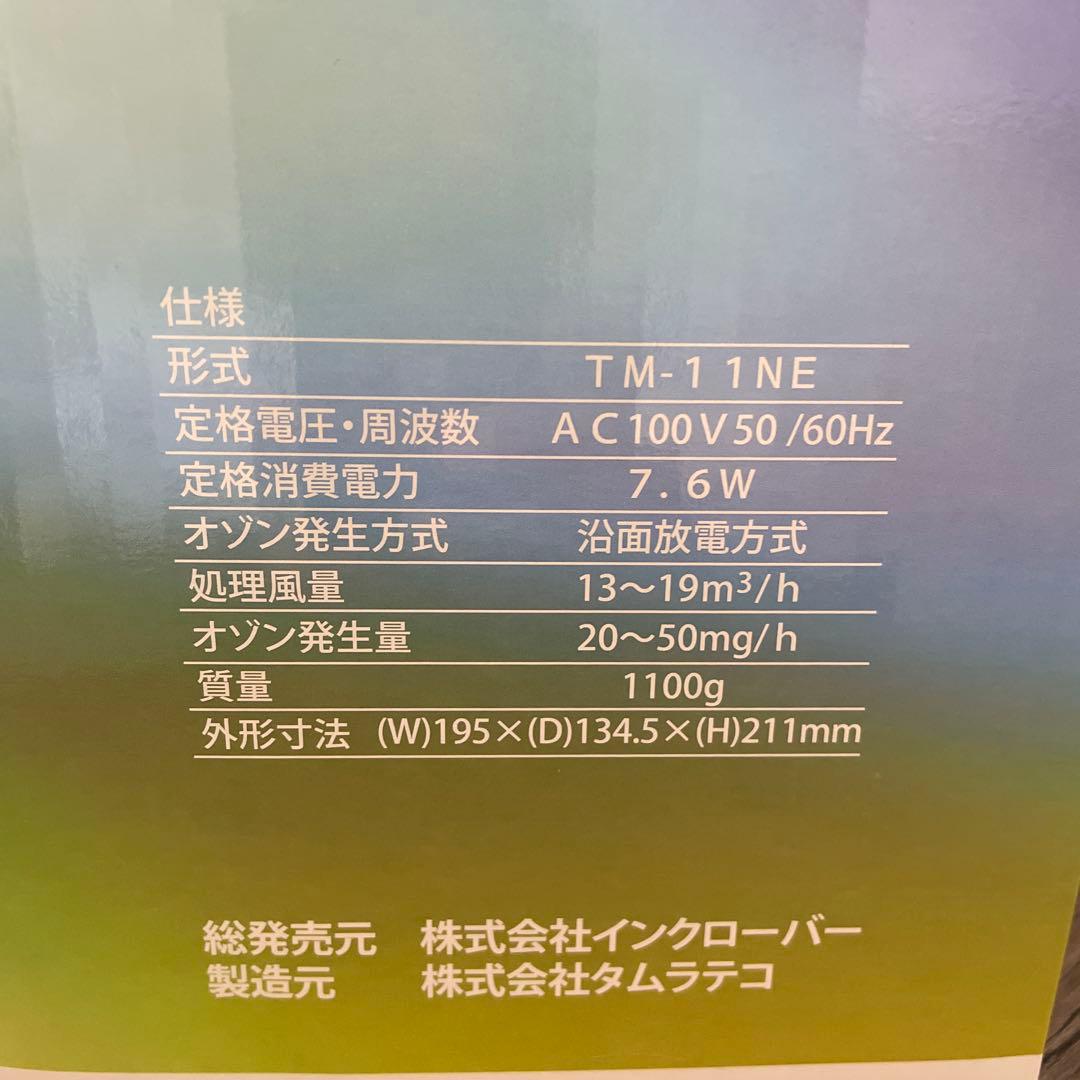 仕様
形式 TM-11NE
定格電圧・周波数 AC100V50/60Hz
定格消費電力 7.6W
オゾン発生方式 沿面放電方式
処理風量 13～19m³/h
オゾン発生量 20～50mg/h
質量 1100g
外形寸法 (W)195×(D)134.5×(H)211mm
総発売元 株式会社インクローバー
製造元 株式会社タムラテコ